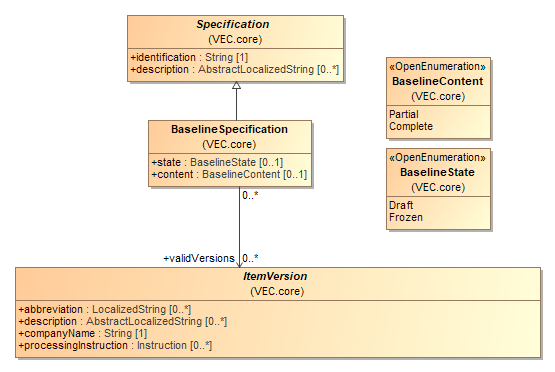 Specification
(VEC.core)
+identification : String [1]
+description : AbstractLocalizedString [0..*]
«OpenEnumeration»
BaselineContent
(VEC.core)
Partial
Complete
BaselineSpecification
(VEC.core)
+state : BaselineState [0..1]
+content : BaselineContent [0..1]
«OpenEnumeration»
BaselineState
(VEC.core)
Draft
Frozen
0..*
+validVersions 0..*
ItemVersion
(VEC.core)
+abbreviation : LocalizedString [0..*]
+description : AbstractLocalizedString [0..*]
+companyName : String [1]
+processingInstruction : Instruction [0..*]